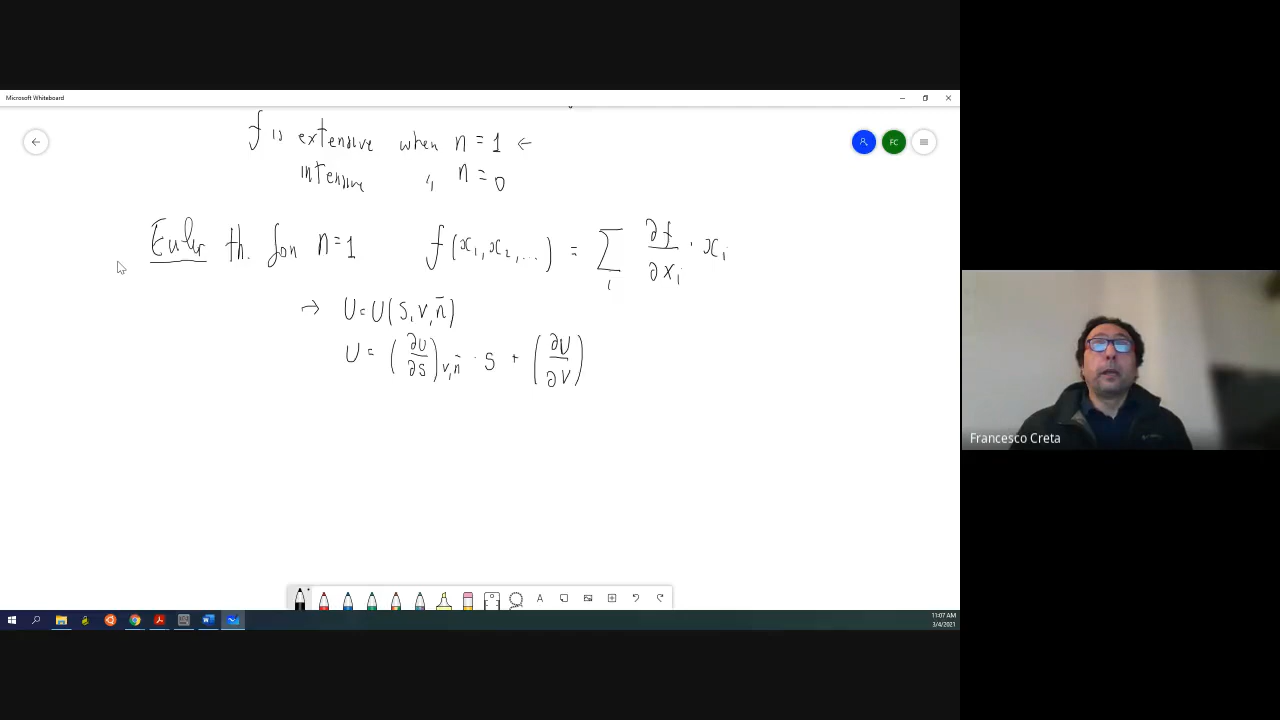 Microsoft Whiteboard
f is extensive when n = 1 ←
intensive " n = 0
FC
Euler th. for n=1 f(x₁,x₂,...) = ∑ᵢ ∂f/∂xᵢ · xᵢ
→ U=U(S,V,n̄)
U = (∂U/∂S)V,n̄ · S + (∂U/∂V)
Francesco Creta
A
11:07 AM
3/4/2021